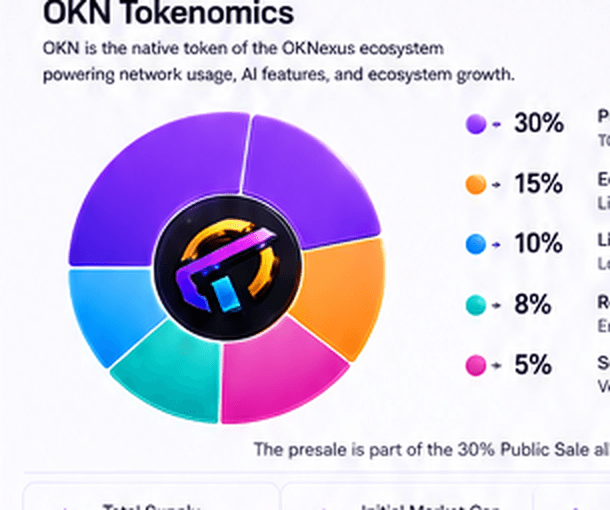 OKN Tokenomics
OKN is the native token of the OKNexus ecosystem
powering network usage, AI features, and ecosystem growth.
30%
15%
10%
8%
5%
The presale is part of the 30% Public Sale
Total Supply
Initial Market Cap